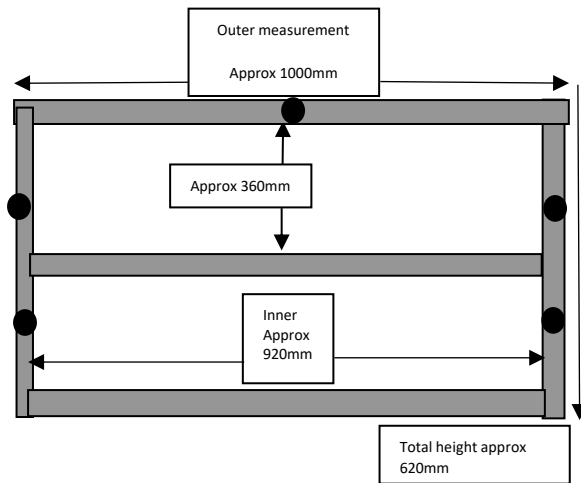 Outer measurement
Approx 1000mm
Approx 360mm
Inner
Approx
920mm
Total height approx
620mm